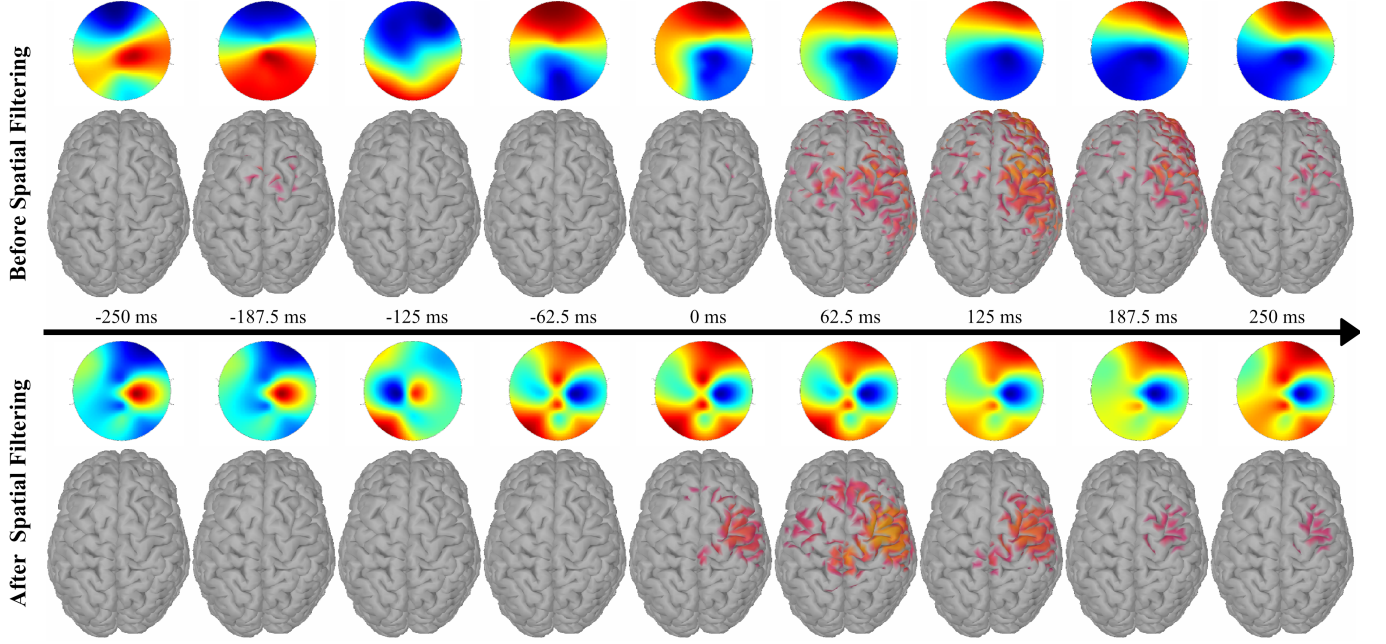 Before Spatial Filtering
-250 ms -187.5 ms -125 ms -62.5 ms 0 ms 62.5 ms 125 ms 187.5 ms 250 ms
After Spatial Filtering